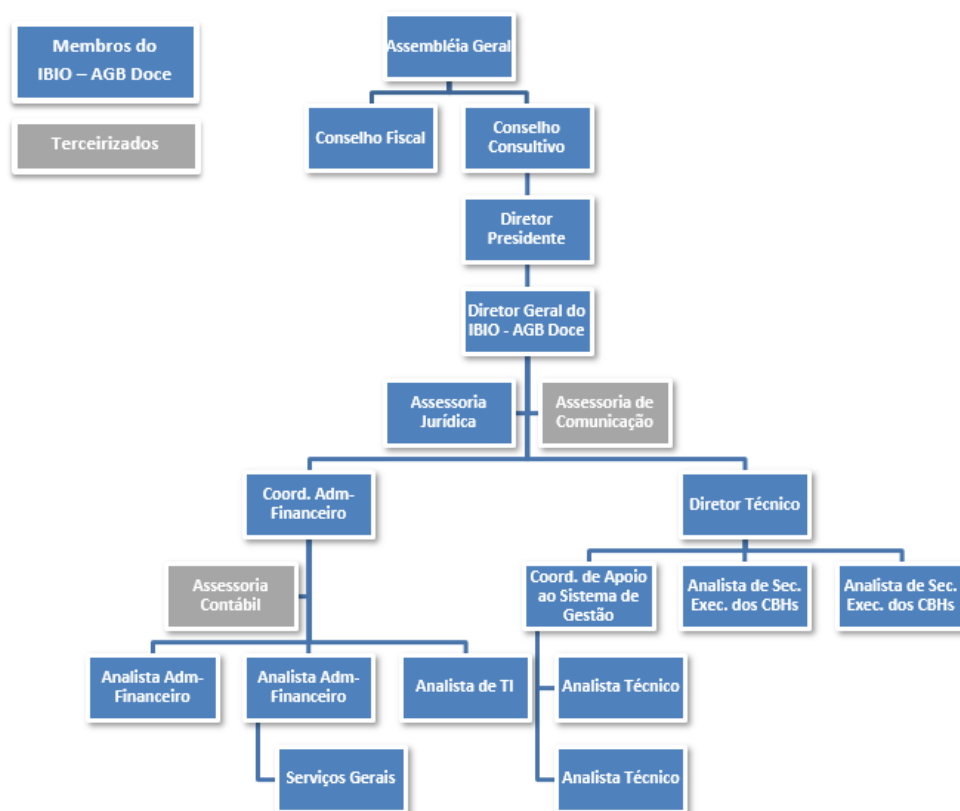 Membros do
IBIO – AGB Doce
Terceirizados
Assembléia Geral
Conselho Fiscal
Conselho
Consultivo
Diretor
Presidente
Diretor Geral do
IBIO - AGB Doce
Assessoria
Jurídica
Assessoria de
Comunicação
Coord. Adm-
Financeiro
Diretor Técnico
Assessoria
Contábil
Coord. de Apoio
ao Sistema de
Gestão
Analista de Sec.
Exec. dos CBHs
Analista de Sec.
Exec. dos CBHs
Analista Adm-
Financeiro
Analista Adm-
Financeiro
Analista de TI
Analista Técnico
Serviços Gerais
Analista Técnico